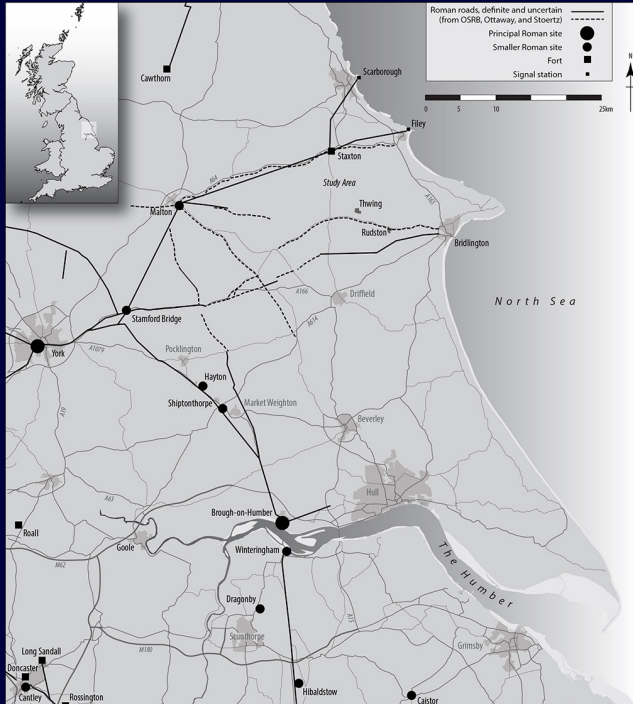 Roman roads, definite and uncertain
(from OSRB, Ottaway, and Stoertz)
Principal Roman site
Smaller Roman site
Fort
Signal station
0
5
10
25km
N
Cawthorn
Scarborough
Filey
Staxton
A64
Study Area
A165
Malton
Thwing
Rudston
Bridlington
North Sea
A166
Driffield
Stamford Bridge
A614
York
A1079
Pocklington
Hayton
Shiptonthorpe
Market Weighton
A19
Beverley
Hull
A63
Brough-on-Humber
Roall
Goole
Winteringham
The Humber
M62
Dragonby
A15
Scunthorpe
Grimsby
M180
Long Sandall
Doncaster
Cantley
Rossington
Hibaldstow
Caistor